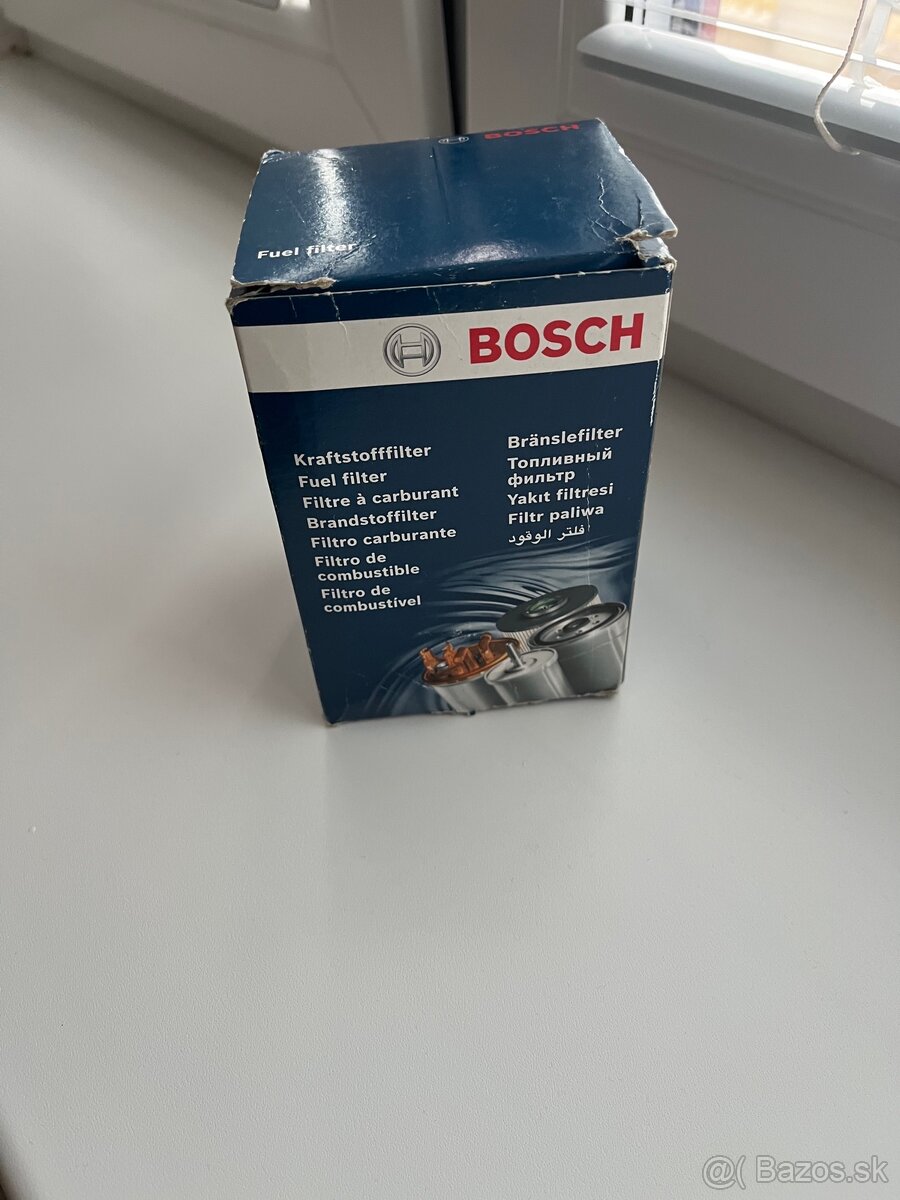 BOSCH
Fuel filter
BOSCH
Kraftstofffilter
Fuel filter
Filtre à carburant
Brandstoffilter
Filtro carburante
Filtro de
combustible
Filtro de
combustível
Bränslefilter
Топливный
фильтр
Yakıt filtresi
Filtr paliwa
فلتر الوقود
@( Bazos.sk